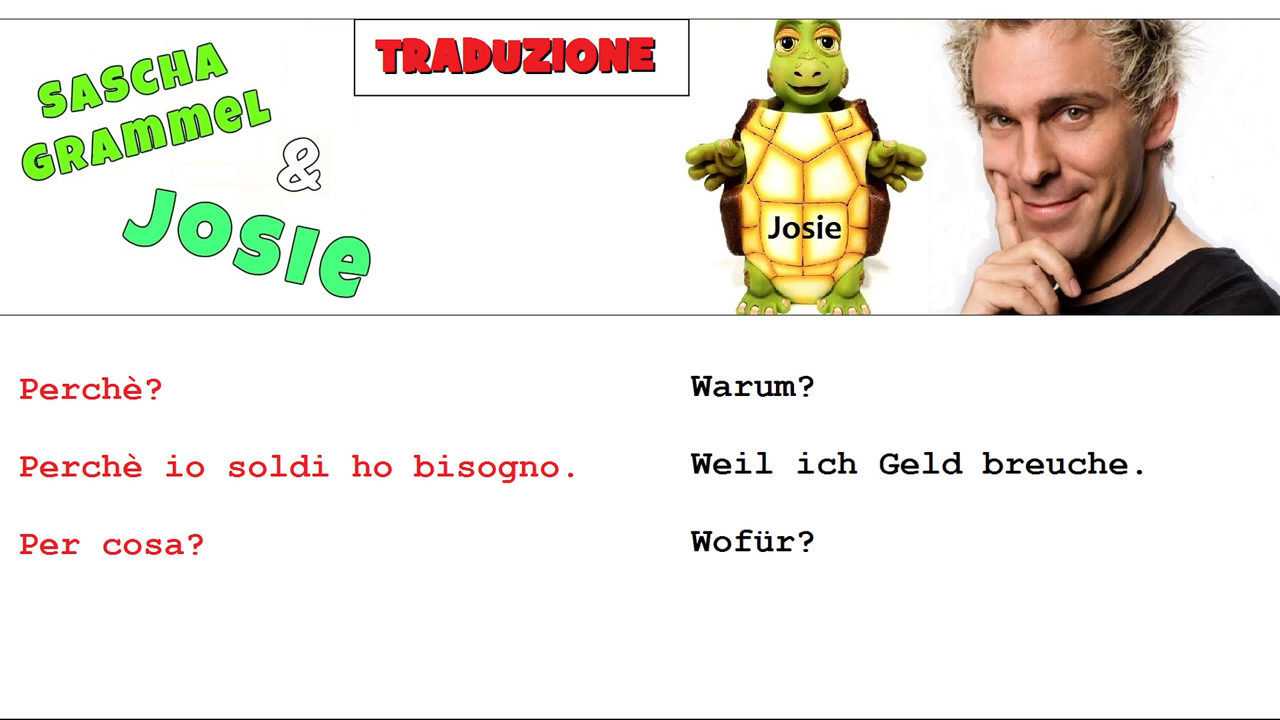 SASCHA
GRAMMEL
&
JOSIE
TRADUZIONE
Josie
Perchè?
Perchè io soldi ho bisogno.
Per cosa?
Warum?
Weil ich Geld breuche.
Wofür?